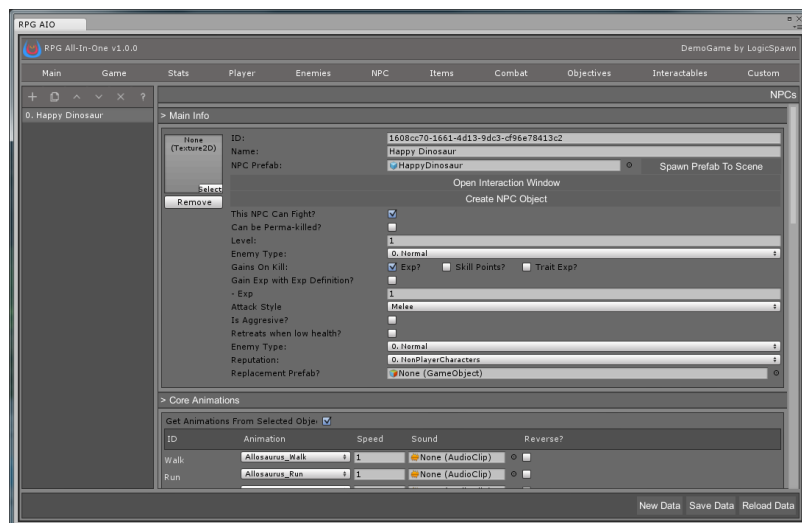 RPG AIO
RPG All-In-One v1.0.0 DemoGame by LogicSpawn
Main Game Stats Player Enemies NPC Items Combat Objectives Interactables Custom
+ ? NPCs
0. Happy Dinosaur > Main Info
None (Texture2D)
Select
Remove
ID: 1608cc70-1661-4d13-9dc3-cf96e78413c2
Name: Happy Dinosaur
NPC Prefab: HappyDinosaur Spawn Prefab To Scene
Open Interaction Window
Create NPC Object
This NPC Can Fight?
Can be Perma-killed?
Level: 1
Enemy Type: 0. Normal
Gains On Kill: Exp? Skill Points? Trait Exp?
Gain Exp with Exp Definition?
- Exp 1
Attack Style Melee
Is Aggresive?
Retreats when low health?
Enemy Type: 0. Normal
Reputation: 0. NonPlayerCharacters
Replacement Prefab? None (GameObject)
> Core Animations
Get Animations From Selected Obje
ID Animation Speed Sound Reverse?
Walk Allosaurus_Walk 1 None (AudioClip)
Run Allosaurus_Run 1 None (AudioClip)
New Data Save Data Reload Data